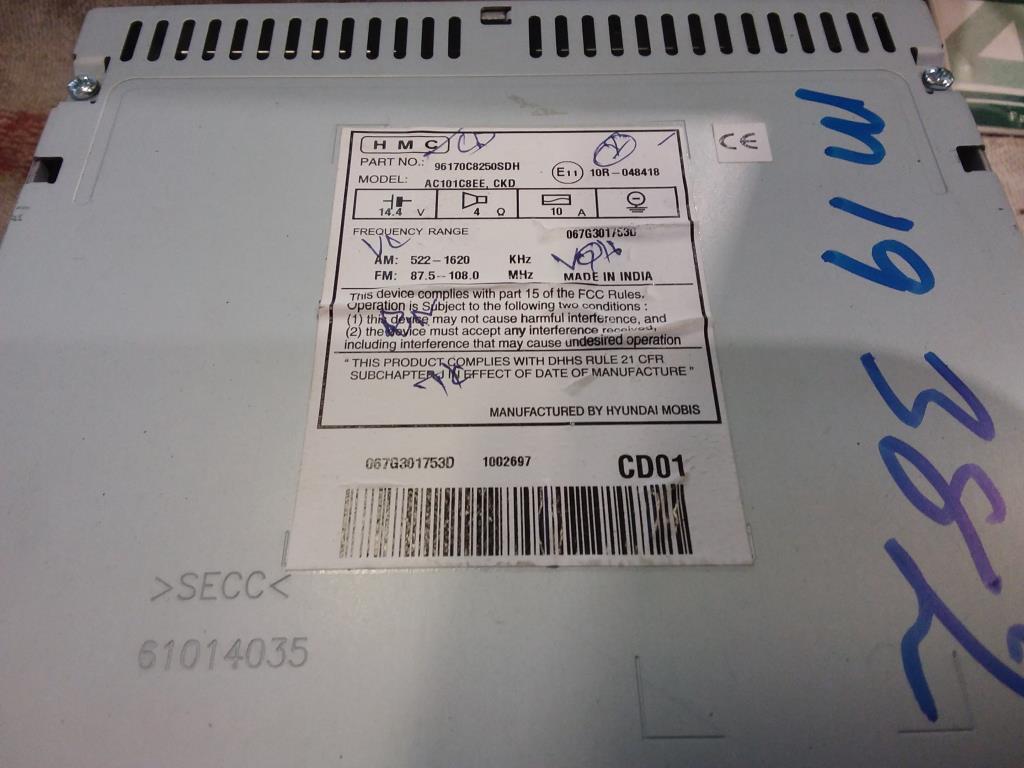 HMC
PART NO.: 96170C8250SDH
MODEL: AC101C8EE, CKD
E11 10R-048418
CE
14.4 V
4 Ω
10 A
FREQUENCY RANGE
067G301753D
AM: 522-1620 KHz
FM: 87.5-108.0 MHz
MADE IN INDIA
This device complies with part 15 of the FCC Rules.
Operation is Subject to the following two conditions :
(1) this device may not cause harmful interference, and
(2) the device must accept any interference received,
including interference that may cause undesired operation
" THIS PRODUCT COMPLIES WITH DHHS RULE 21 CFR
SUBCHAPTER J IN EFFECT OF DATE OF MANUFACTURE "
MANUFACTURED BY HYUNDAI MOBIS
067G301753D 1002697 CD01
>SECC<
61014035